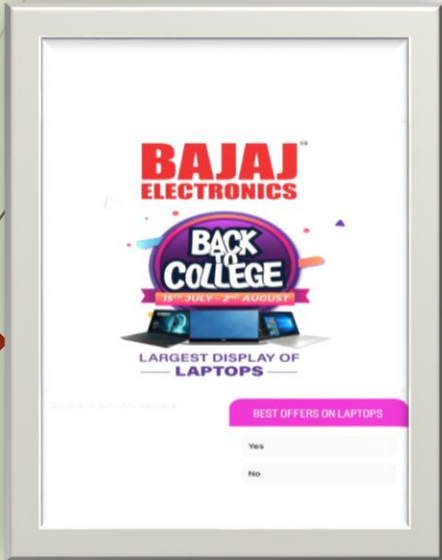 BAJAJ
ELECTRONICS
BACK
TO
COLLEGE
15TH JULY - 2ND AUGUST
LARGEST DISPLAY OF
LAPTOPS
BEST OFFERS ON LAPTOPS
Yes
No